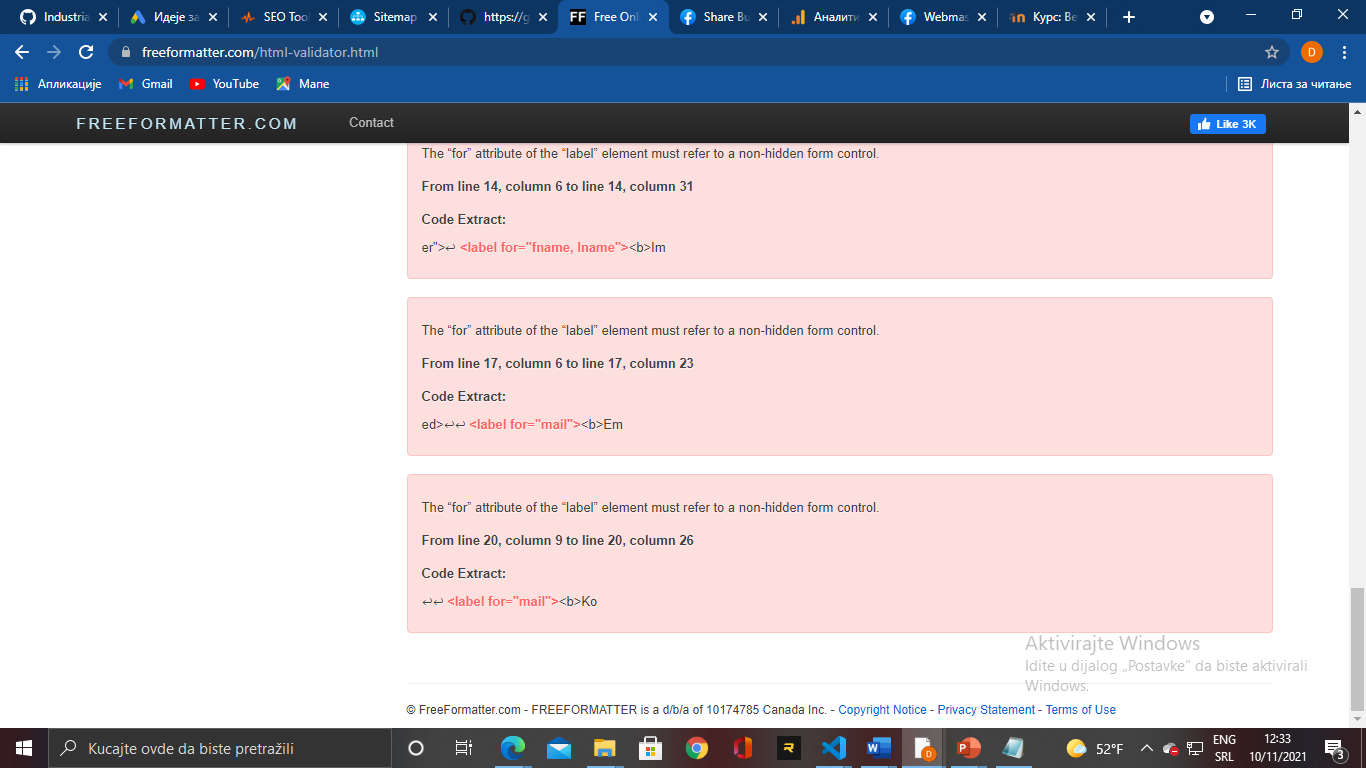 Industria
Идеје за
SEO Tool
Sitemap
https://g
Free Onli
Share Bu
Аналити
Webmas
Курс: Ве
freeformatter.com/html-validator.html
D
Апликације
Gmail
YouTube
Мапе
Листа за читање
FREEFORMATTER.COM
Contact
Like 3K
The “for” attribute of the “label” element must refer to a non-hidden form control.
From line 14, column 6 to line 14, column 31
Code Extract:
er">↩ <label for="fname, lname"><b>Im
The “for” attribute of the “label” element must refer to a non-hidden form control.
From line 17, column 6 to line 17, column 23
Code Extract:
ed>↩↩ <label for="mail"><b>Em
The “for” attribute of the “label” element must refer to a non-hidden form control.
From line 20, column 9 to line 20, column 26
Code Extract:
↩↩ <label for="mail"><b>Ko
Aktivirajte Windows
Idite u dijalog „Postavke“ da biste aktivirali
Windows.
© FreeFormatter.com - FREEFORMATTER is a d/b/a of 10174785 Canada Inc. - Copyright Notice - Privacy Statement - Terms of Use
Kucajte ovde da biste pretražili
52°F
ENG
SRL
12:33
10/11/2021
3